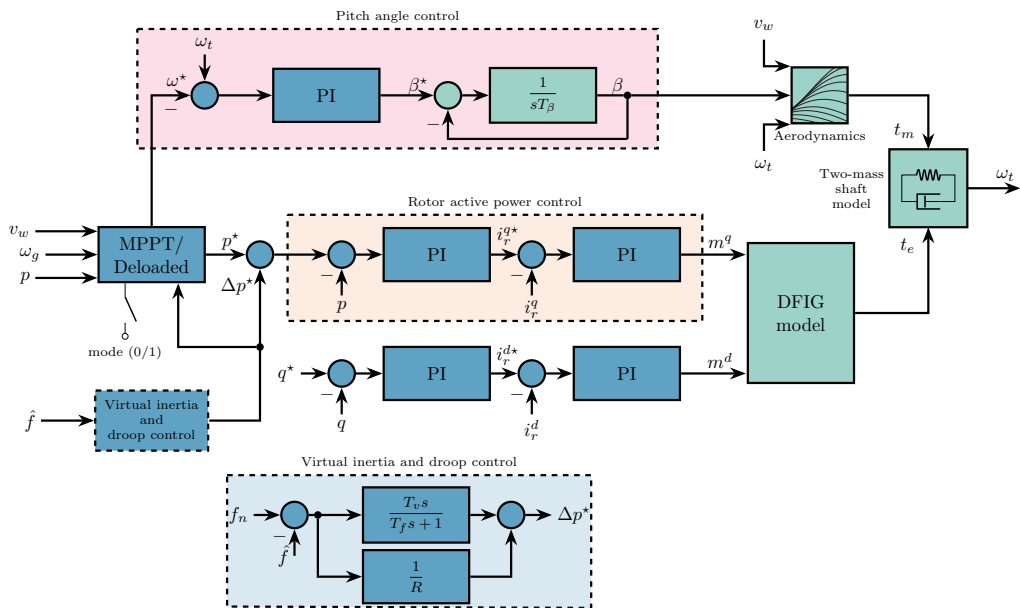 Pitch angle control
ω_t
ω⋆
−
PI
β⋆
−
1
sT_β
β
v_w
ω_t
Aerodynamics
t_m
Two-mass
shaft
model
ω_t
t_e
v_w
ω_g
p
MPPT/
Deloaded
mode (0/1)
p⋆
Δp⋆
Rotor active power control
−
p
PI
i_r^{q⋆}
−
i_r^q
PI
m^q
DFIG
model
q⋆
−
q
PI
i_r^{d⋆}
−
i_r^d
PI
m^d
f̂
Virtual inertia
and
droop control
Virtual inertia and droop control
f_n
−
f̂
T_v s
T_f s + 1
1
R
Δp⋆